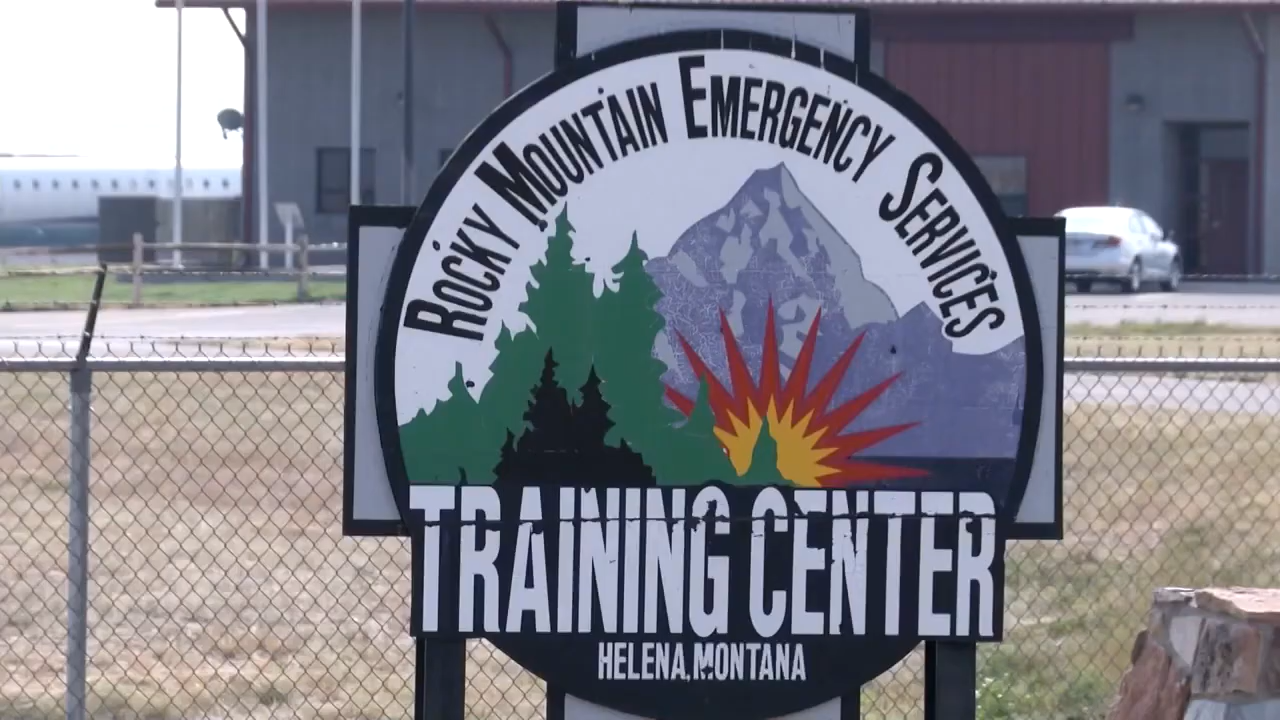 ROCKY MOUNTAIN EMERGENCY SERVICES
TRAINING CENTER
HELENA, MONTANA